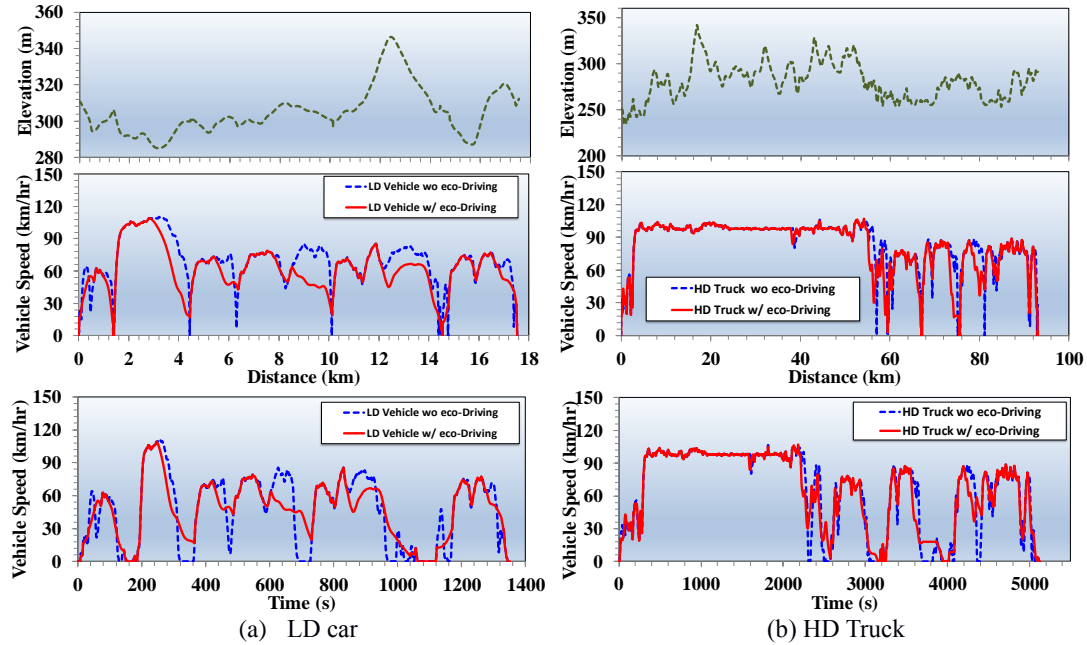 360
340
320
300
280
Elevation (m)
150
120
90
60
30
0
Vehicle Speed (km/hr)
LD Vehicle wo eco-Driving
LD Vehicle w/ eco-Driving
0 2 4 6 8 10 12 14 16 18
Distance (km)
150
120
90
60
30
0
Vehicle Speed (km/hr)
LD Vehicle wo eco-Driving
LD Vehicle w/ eco-Driving
0 200 400 600 800 1000 1200 1400
Time (s)
(a) LD car
350
300
250
200
Elevation (m)
150
120
90
60
30
0
Vehicle Speed (km/hr)
HD Truck wo eco-Driving
HD Truck w/ eco-Driving
0 20 40 60 80 100
Distance (km)
150
120
90
60
30
0
Vehicle Speed (km/hr)
HD Truck wo eco-Driving
HD Truck w/ eco-Driving
0 1000 2000 3000 4000 5000
Time (s)
(b) HD Truck